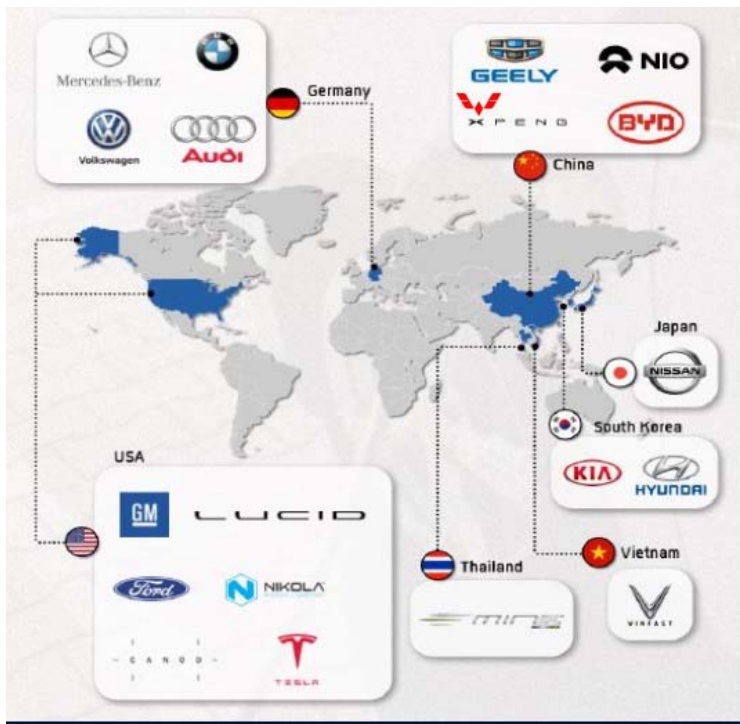 Mercedes-Benz
BMW
Germany
Volkswagen
Audi
GEELY
NIO
XPENG
BYD
China
Japan
NISSAN
South Korea
KIA
HYUNDAI
USA
GM
LUCID
Ford
NIKOLA
- CANOO -
TESLA
Thailand
Vietnam
VINFAST